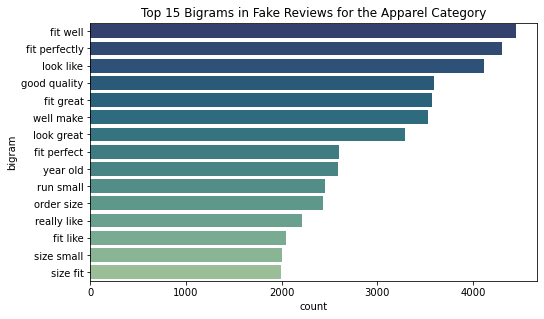 Top 15 Bigrams in Fake Reviews for the Apparel Category
fit well
fit perfectly
look like
good quality
fit great
well make
look great
fit perfect
year old
run small
order size
really like
fit like
size small
size fit
bigram
0 1000 2000 3000 4000
count